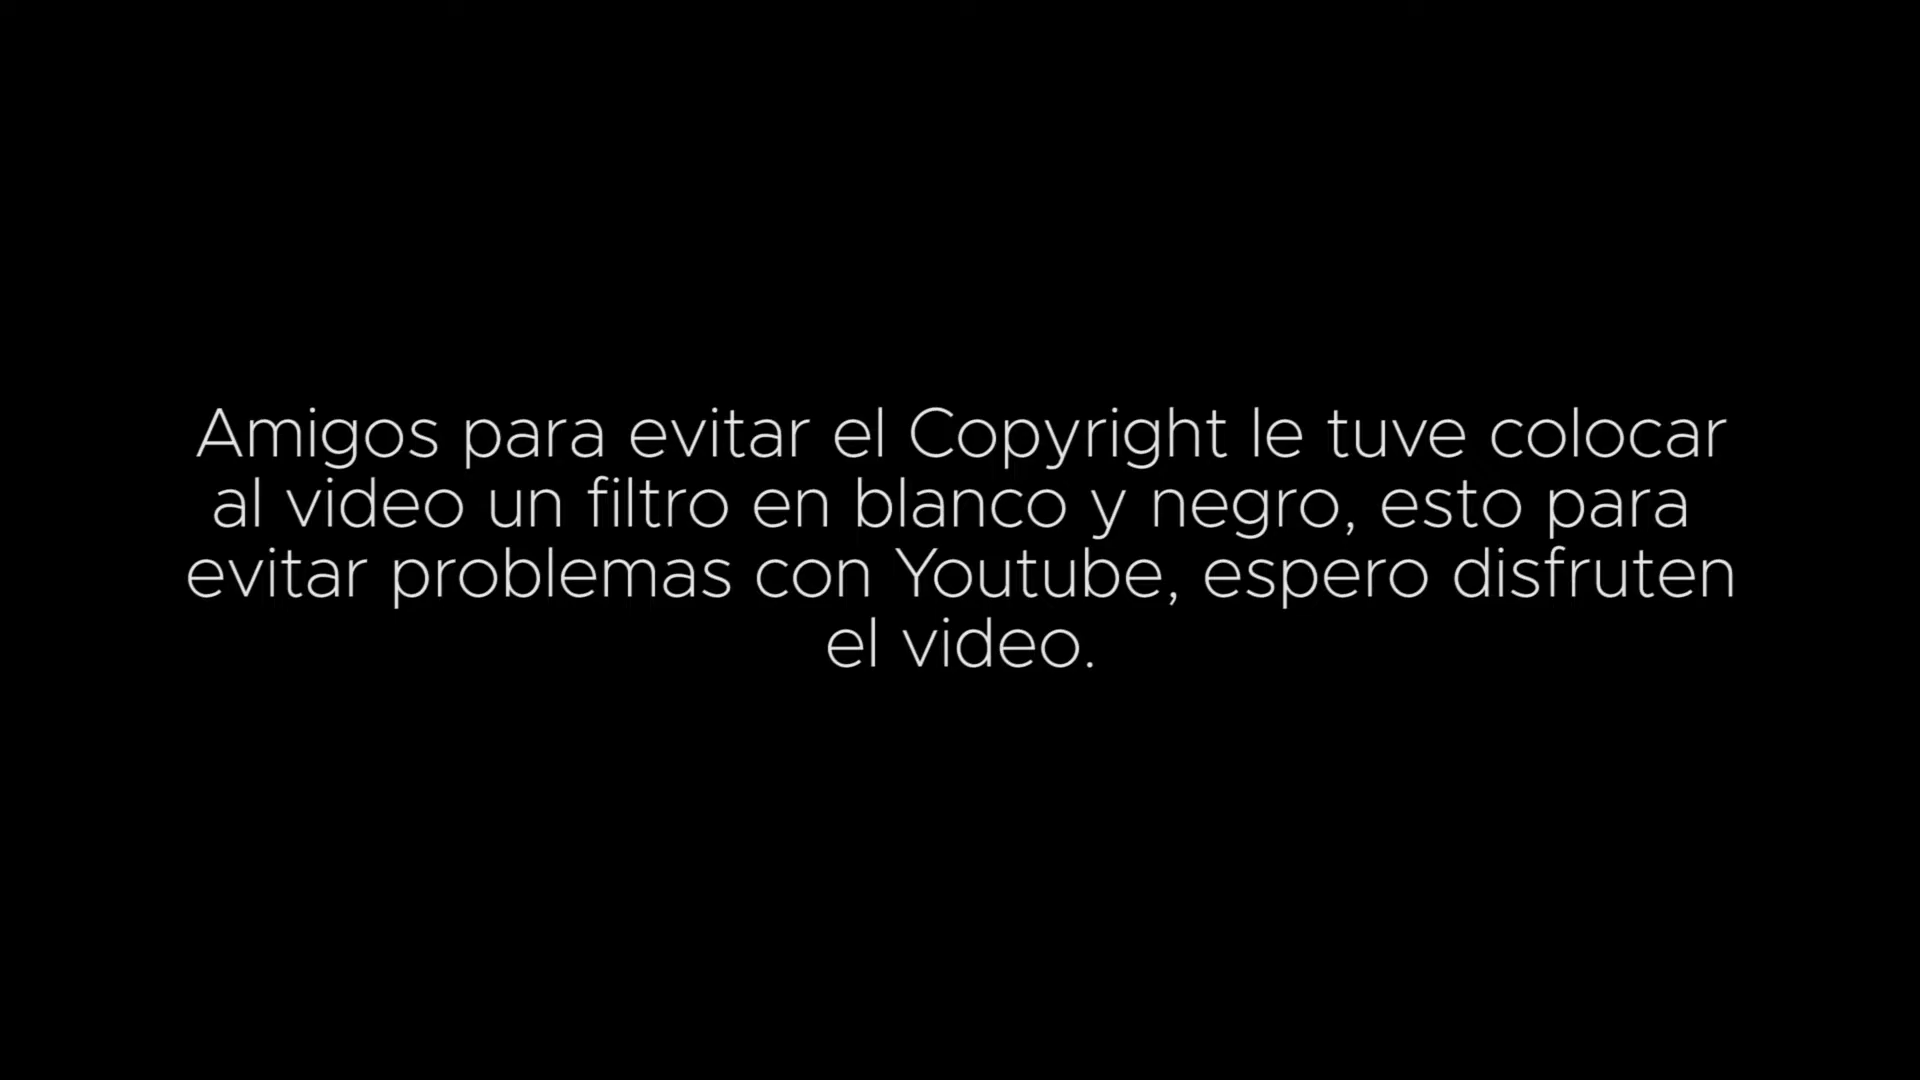 Amigos para evitar el Copyright le tuve colocar
al video un filtro en blanco y negro, esto para
evitar problemas con Youtube, espero disfruten
el video.